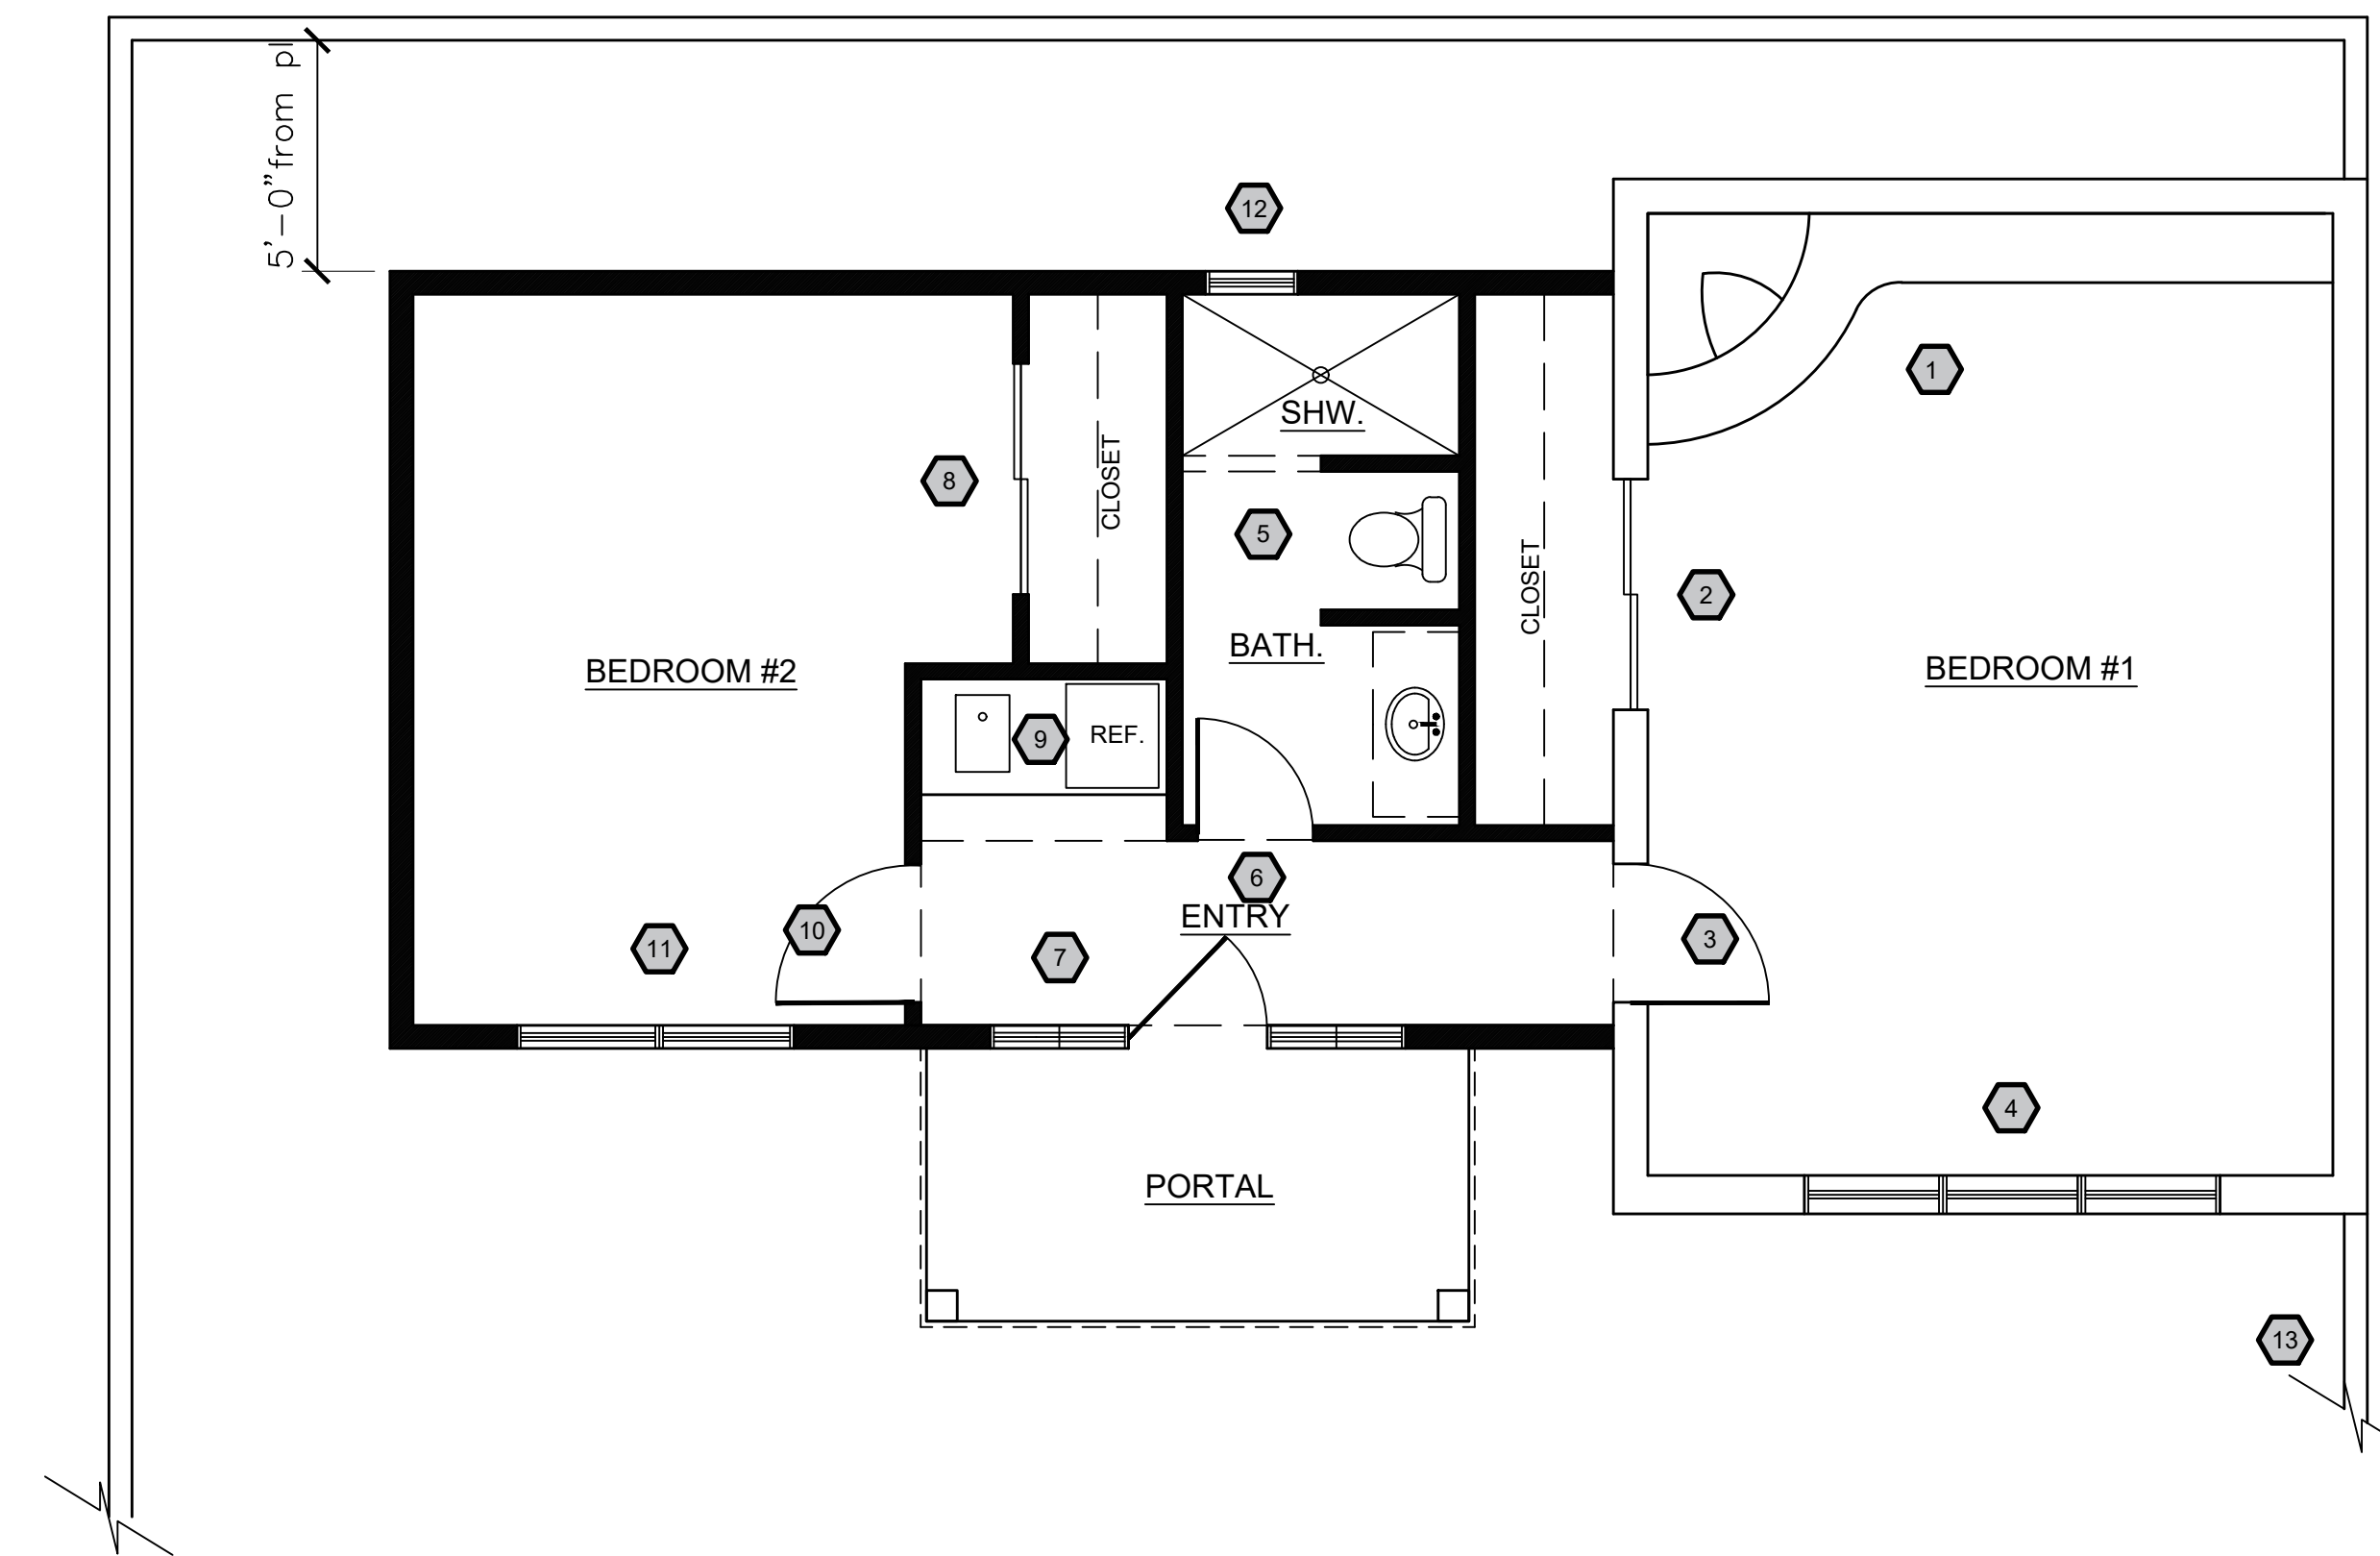 5'-0"from pl
12
1
SHW.
CLOSET
8
5
CLOSET
2
BATH.
BEDROOM #2
BEDROOM #1
9
REF.
6
ENTRY
10
3
11
7
4
PORTAL
13